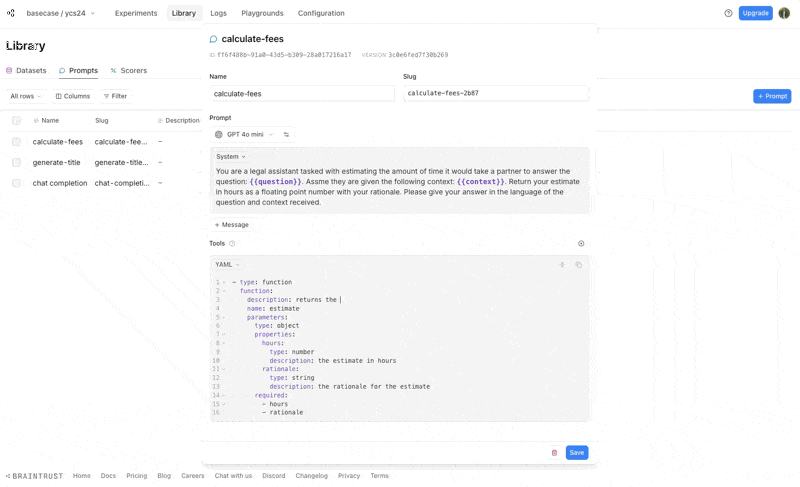 basecase / ycs24
Experiments
Library
Logs
Playgrounds
Configuration
Upgrade
Library
Datasets
Prompts
Scorers
All rows
Columns
Filter
+ Prompt
Name
Slug
Description
calculate-fees
calculate-fee...
–
generate-title
generate-title...
–
chat completion
chat-completi...
–
calculate-fees
ID ff6f488b-91a0-43d5-b309-28a017216a17
VERSION 3c0e6fed7f30b269
Name
Slug
calculate-fees
calculate-fees-2b87
Prompt
GPT 4o mini
System
You are a legal assistant tasked with estimating the amount of time it would take a partner to answer the
question: {{question}}. Assme they are given the following context: {{context}}. Return your estimate
in hours as a floating point number with your rationale. Please give your answer in the language of the
question and context received.
+ Message
Tools
YAML
1 - type: function
2 function:
3 description: returns the
4 name: estimate
5 parameters:
6 type: object
7 properties:
8 hours:
9 type: number
10 description: the estimate in hours
11 rationale:
12 type: string
13 description: the rationale for the estimate
14 required:
15 - hours
16 - rationale
Save
BRAINTRUST
Home
Docs
Pricing
Blog
Careers
Chat with us
Discord
Changelog
Privacy
Terms